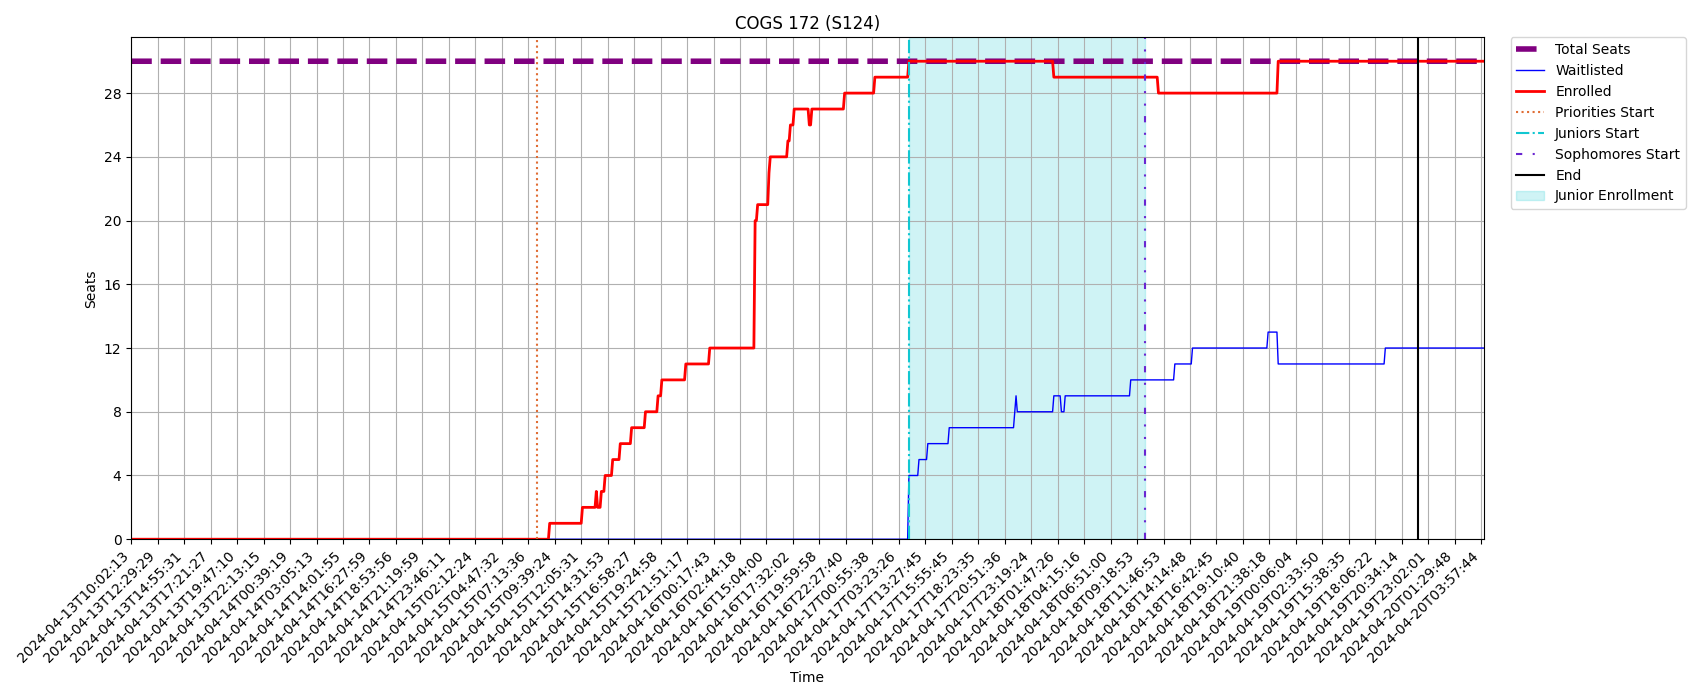 COGS 172 (S124)
Total Seats
Waitlisted
Enrolled
Priorities Start
Juniors Start
Sophomores Start
End
Junior Enrollment
Seats
28
24
20
16
12
8
4
0
2024-04-13T10:02:13
2024-04-13T12:29:29
2024-04-13T14:55:31
2024-04-13T17:21:27
2024-04-13T19:47:10
2024-04-13T22:13:15
2024-04-14T00:39:19
2024-04-14T03:05:13
2024-04-14T14:01:55
2024-04-14T16:27:59
2024-04-14T18:53:56
2024-04-14T21:19:59
2024-04-14T23:46:11
2024-04-15T02:12:24
2024-04-15T04:47:32
2024-04-15T07:13:36
2024-04-15T09:39:24
2024-04-15T12:05:31
2024-04-15T14:31:53
2024-04-15T16:58:27
2024-04-15T19:24:58
2024-04-15T21:51:17
2024-04-16T00:17:43
2024-04-16T02:44:18
2024-04-16T15:04:00
2024-04-16T17:32:02
2024-04-16T19:59:58
2024-04-16T22:27:40
2024-04-17T00:55:38
2024-04-17T03:23:26
2024-04-17T13:27:45
2024-04-17T15:55:45
2024-04-17T18:23:35
2024-04-17T20:51:36
2024-04-17T23:19:24
2024-04-18T01:47:26
2024-04-18T04:15:16
2024-04-18T06:51:00
2024-04-18T09:18:53
2024-04-18T11:46:53
2024-04-18T14:14:48
2024-04-18T16:42:45
2024-04-18T19:10:40
2024-04-18T21:38:18
2024-04-19T00:06:04
2024-04-19T02:33:50
2024-04-19T15:38:35
2024-04-19T18:06:22
2024-04-19T20:34:14
2024-04-19T23:02:01
2024-04-20T01:29:48
2024-04-20T03:57:44
Time